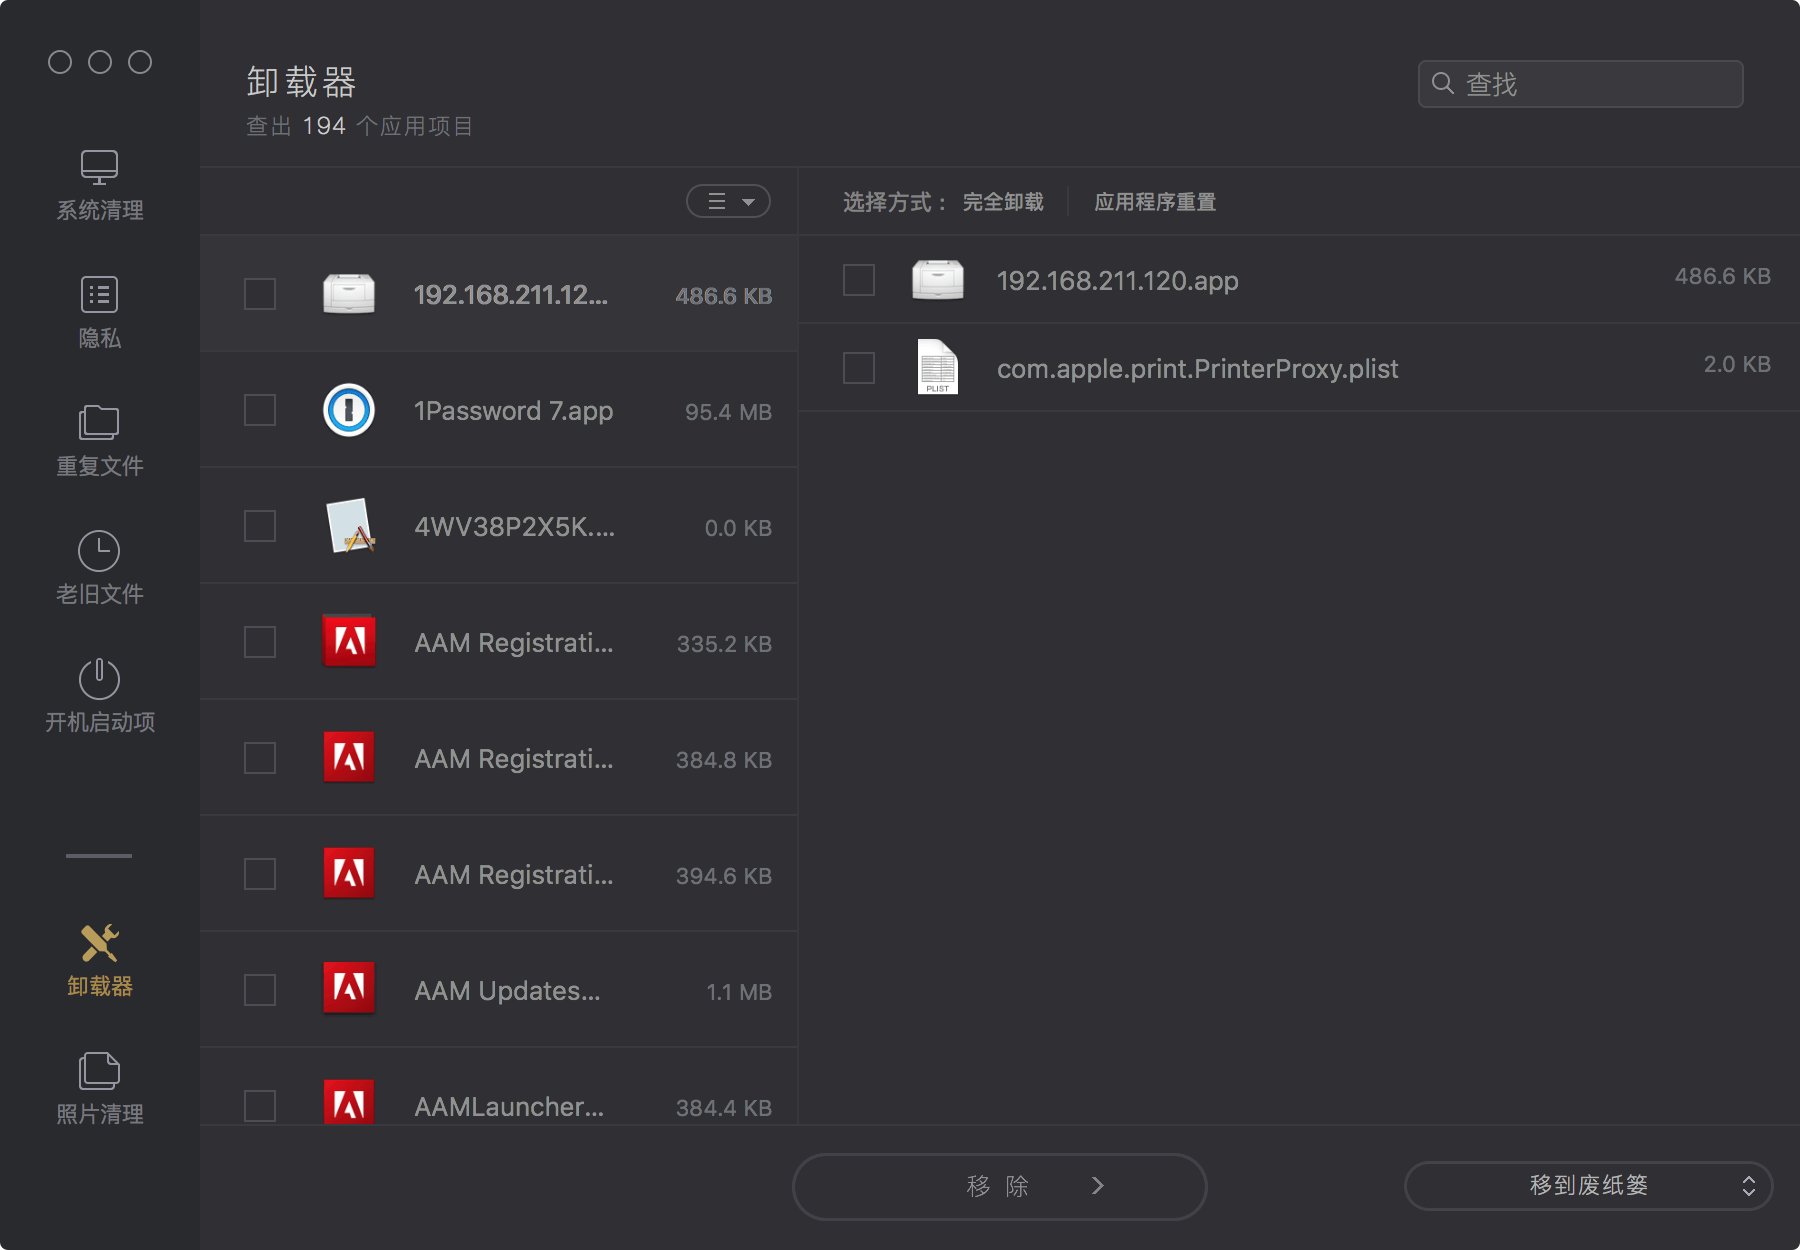 卸载器
查出 194 个应用项目
查找
系统清理
隐私
重复文件
老旧文件
开机启动项
卸载器
照片清理
192.168.211.12... 486.6 KB
1Password 7.app 95.4 MB
4WV38P2X5K.... 0.0 KB
AAM Registrati... 335.2 KB
AAM Registrati... 384.8 KB
AAM Registrati... 394.6 KB
AAM Updates... 1.1 MB
AAMLauncher... 384.4 KB
选择方式： 完全卸载 应用程序重置
192.168.211.120.app 486.6 KB
PLIST
com.apple.print.PrinterProxy.plist 2.0 KB
移 除
移到废纸篓